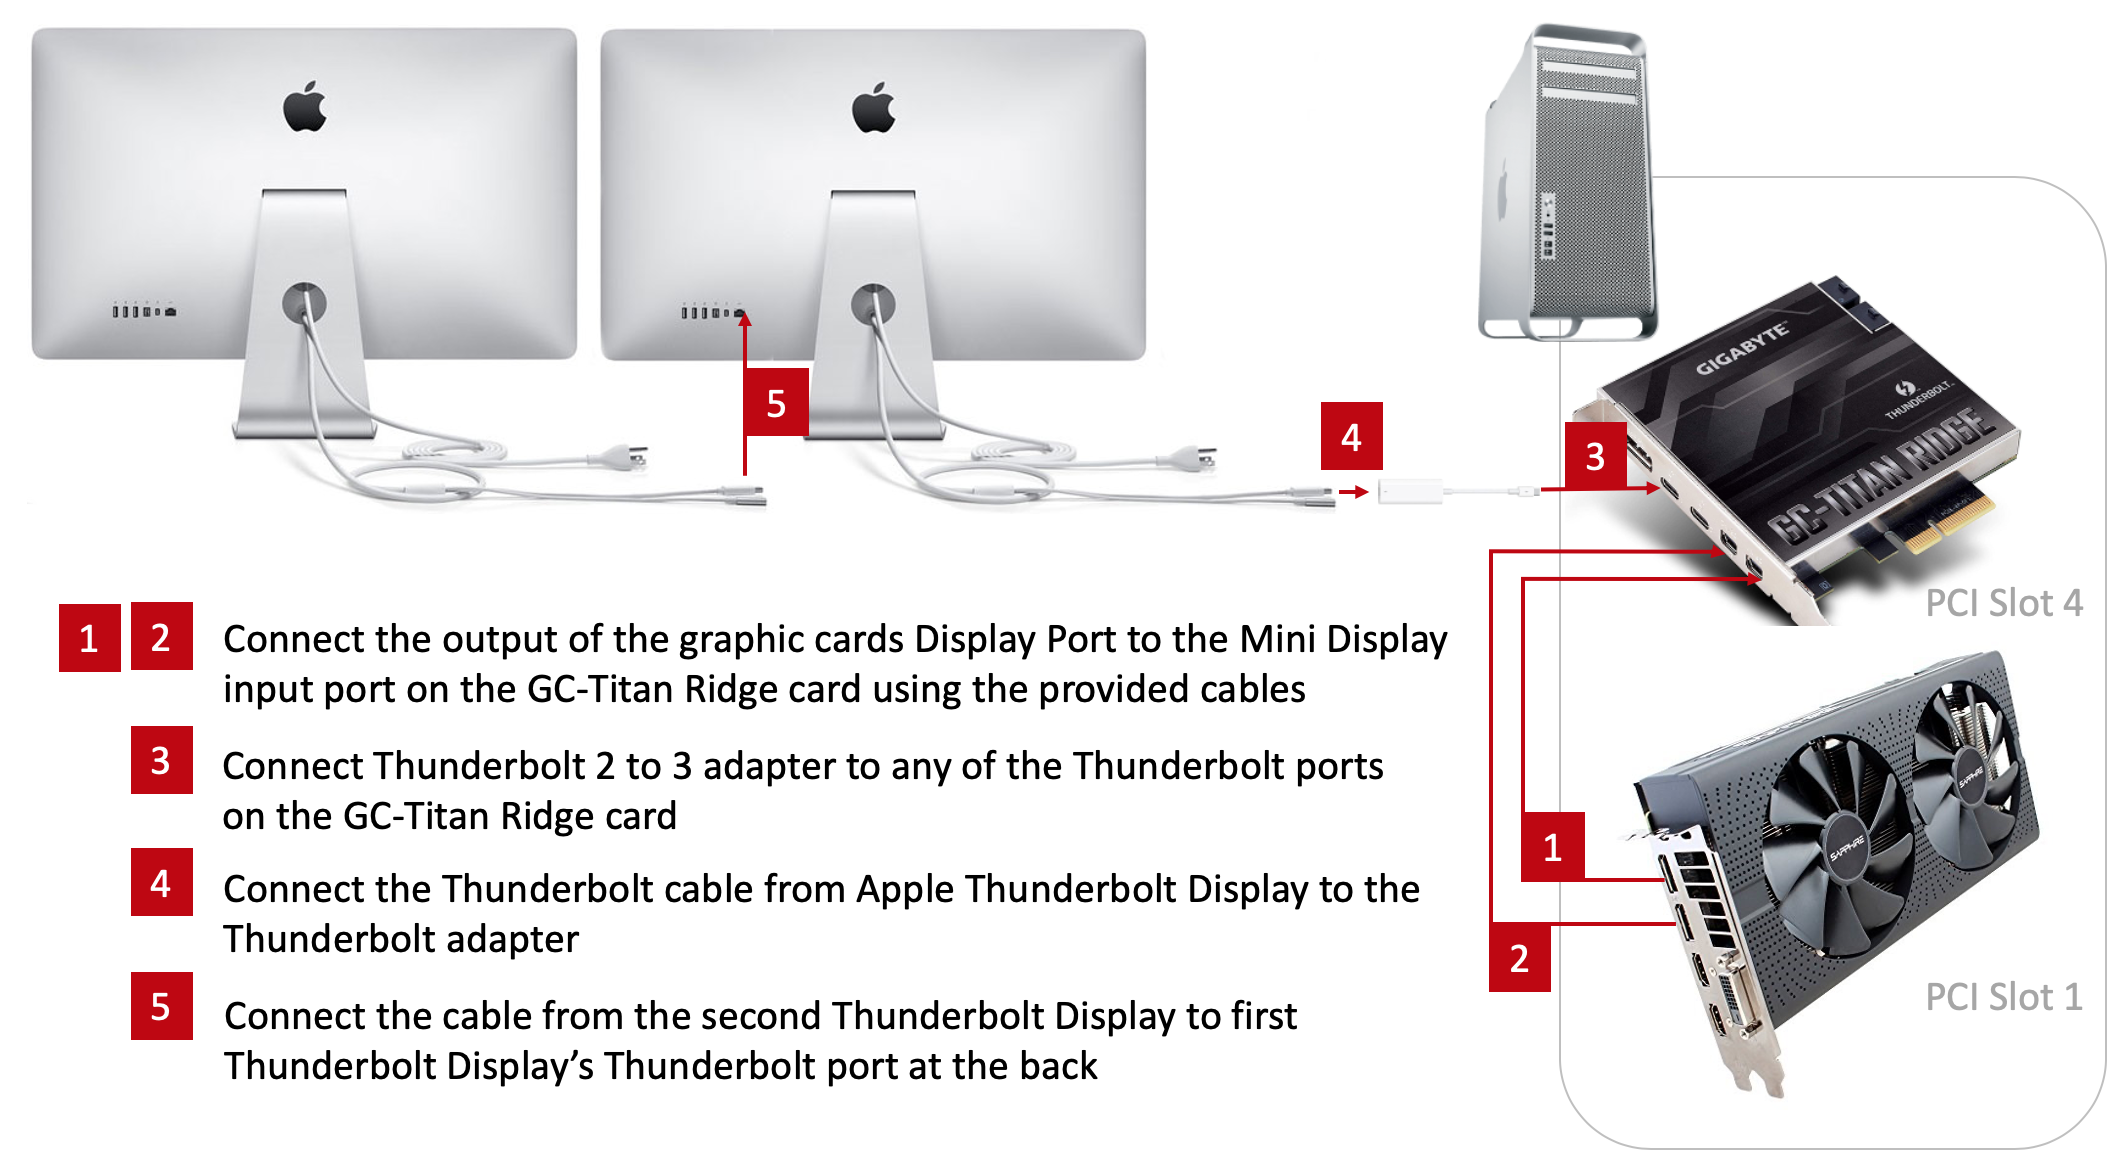 GIGABYTE
THUNDERBOLT
GC-TITAN RIDGE
5
4
3
PCI Slot 4
1 2 Connect the output of the graphic cards Display Port to the Mini Display
input port on the GC-Titan Ridge card using the provided cables
3 Connect Thunderbolt 2 to 3 adapter to any of the Thunderbolt ports
on the GC-Titan Ridge card
4 Connect the Thunderbolt cable from Apple Thunderbolt Display to the
Thunderbolt adapter
5 Connect the cable from the second Thunderbolt Display to first
Thunderbolt Display’s Thunderbolt port at the back
SAPPHIRE
SAPPHIRE
1
2
PCI Slot 1